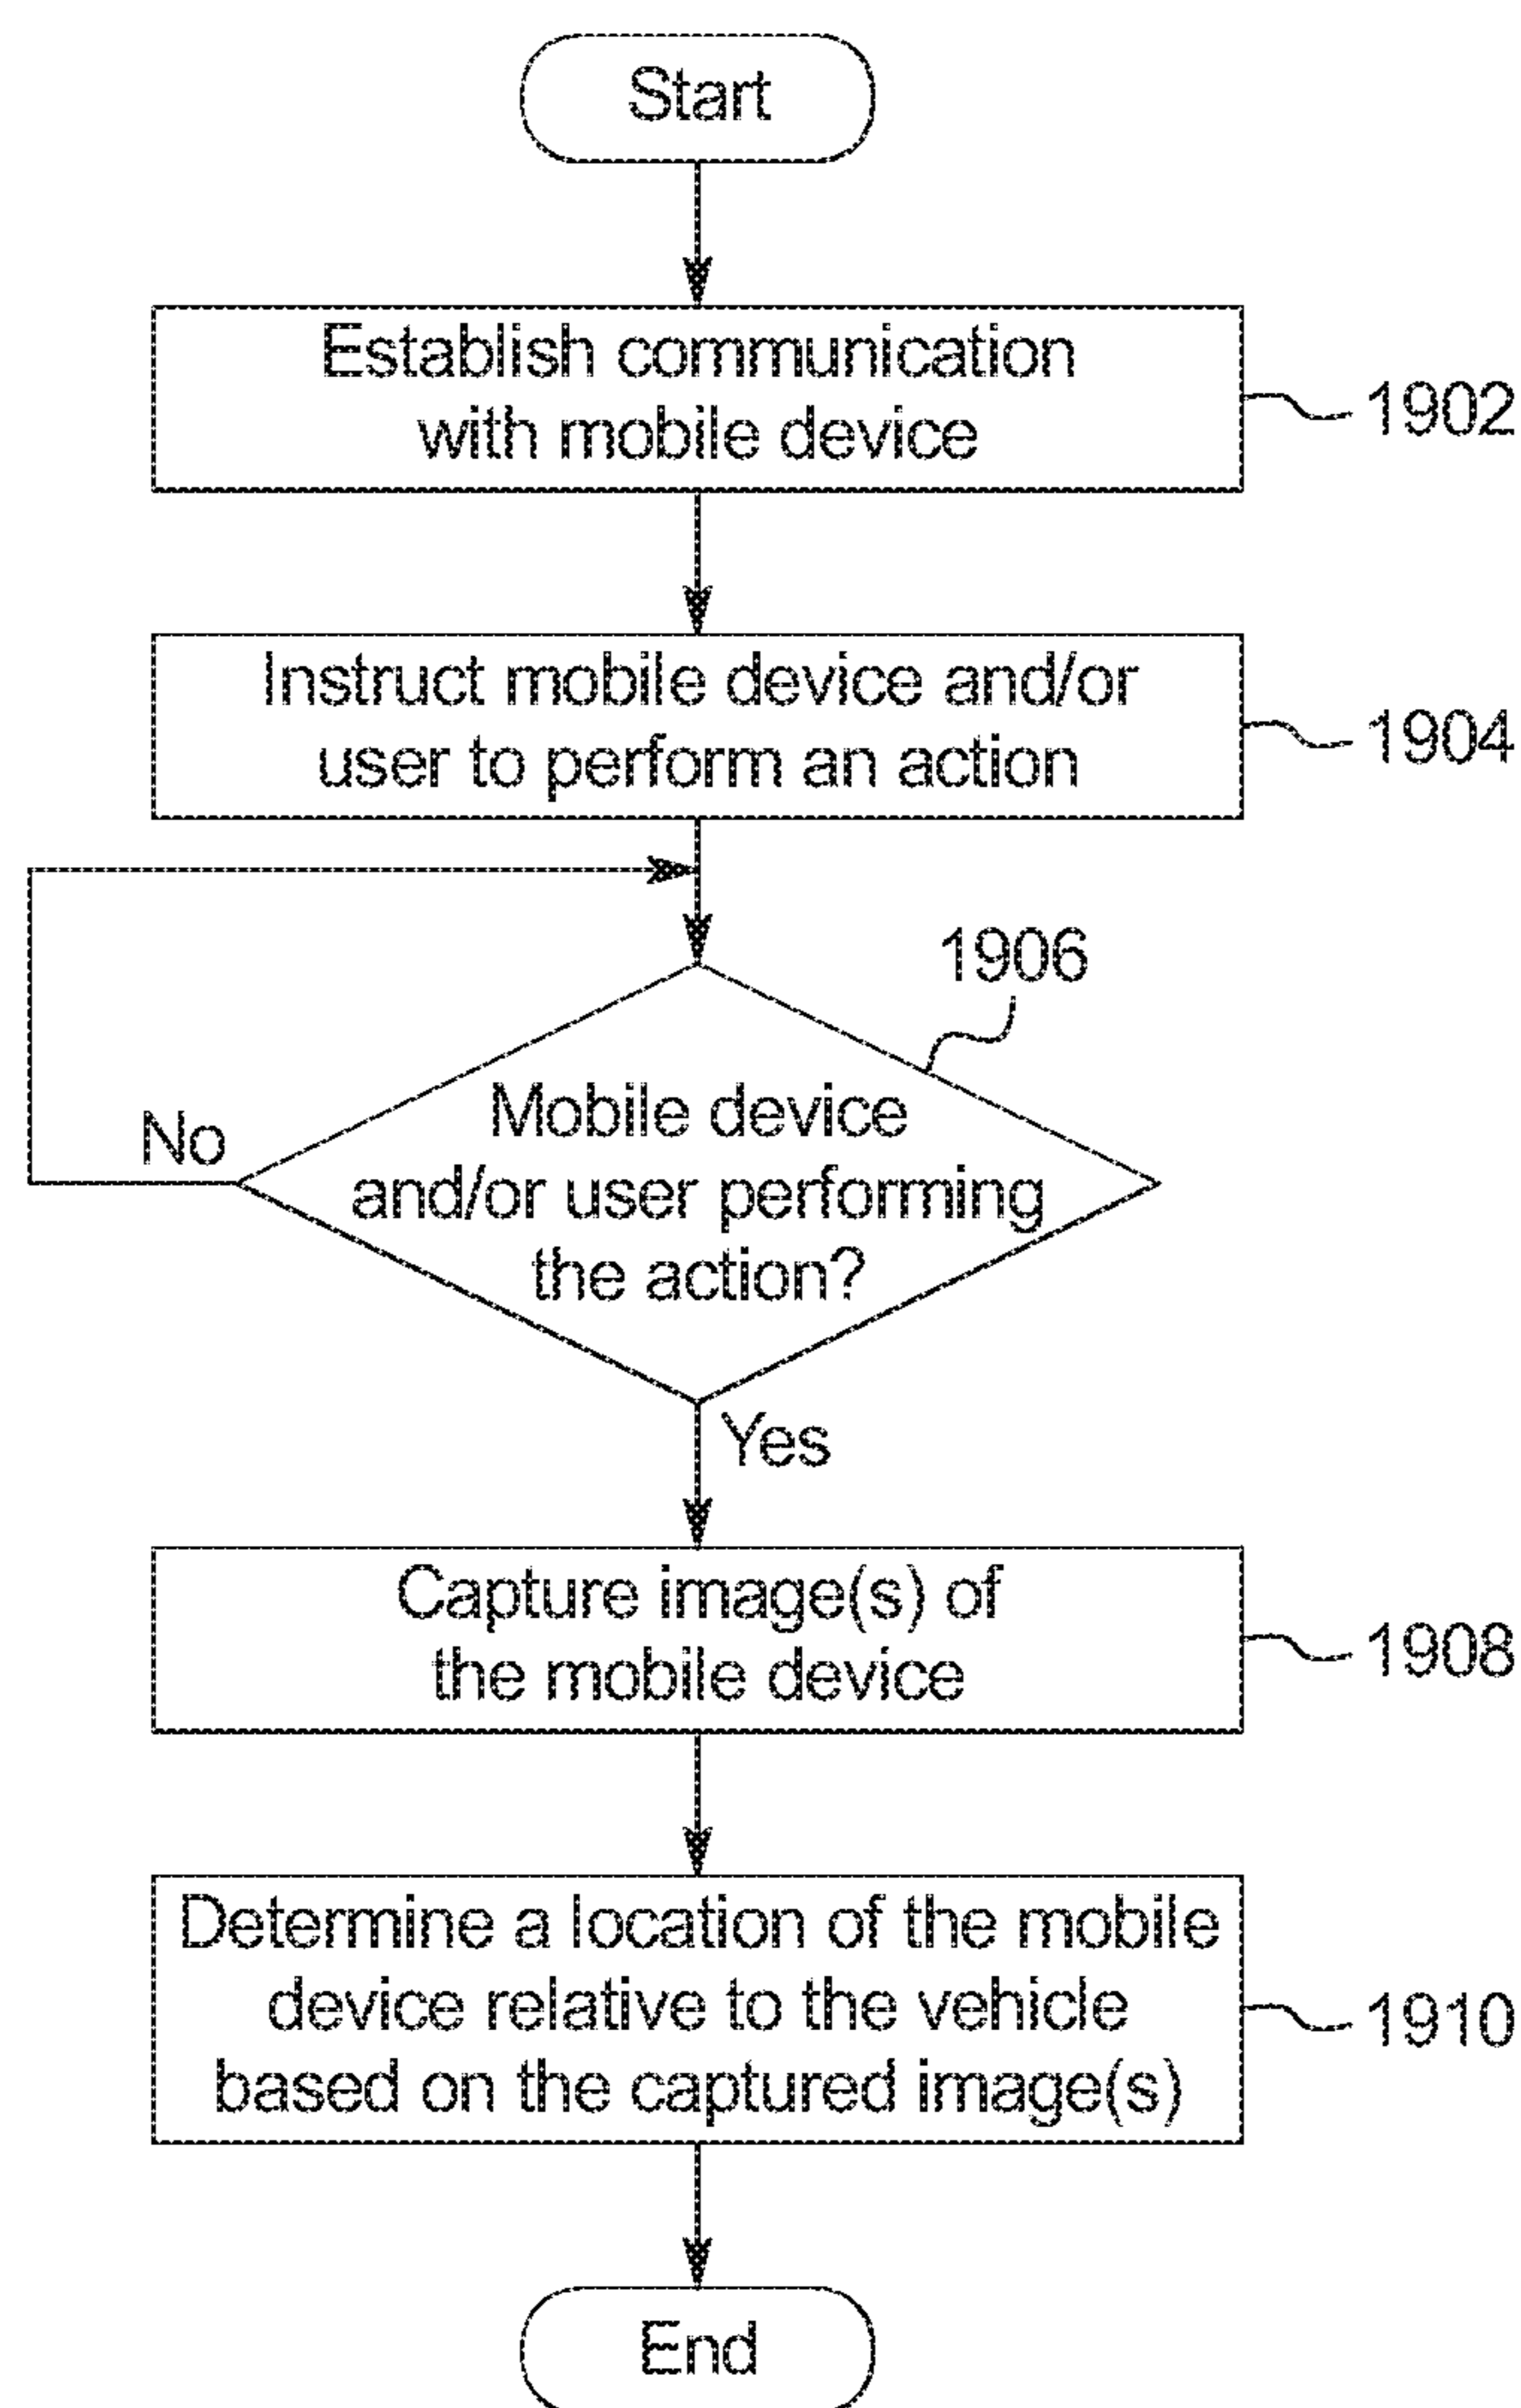 Start
Establish communication
with mobile device
1902
Instruct mobile device and/or
user to perform an action
1904
1906
Mobile device
and/or user performing
the action?
No
Yes
Capture image(s) of
the mobile device
1908
Determine a location of the mobile
device relative to the vehicle
based on the captured image(s)
1910
End